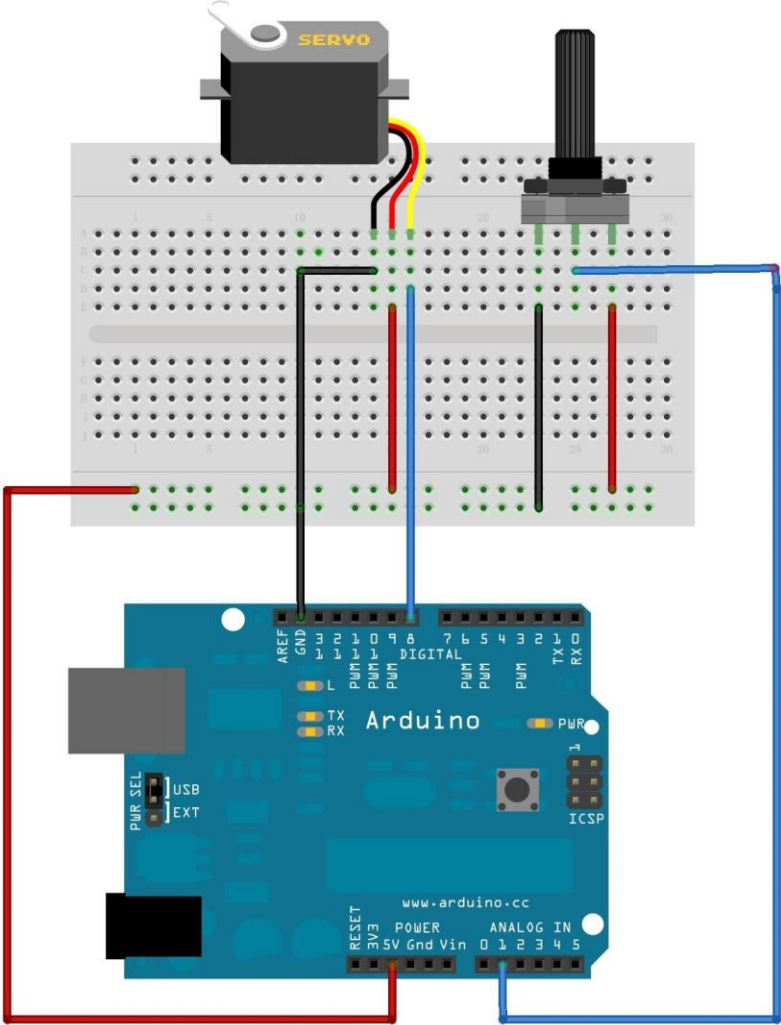 SERVO
1 5 10 20 25 30
A
B
C
D
E
F
G
H
I
J
1 5 20 25 30
AREF
GND
13
12
PWM 11
PWM 10
PWM 9
8
7
PWM 6
PWM 5
4
PWM 3
2
TX 1
RX 0
DIGITAL
L
TX
RX
Arduino
PWR
1
ICSP
PWR SEL
USB
EXT
www.arduino.cc
POWER
RESET
3V3
5V Gnd Vin
ANALOG IN
0 1 2 3 4 5